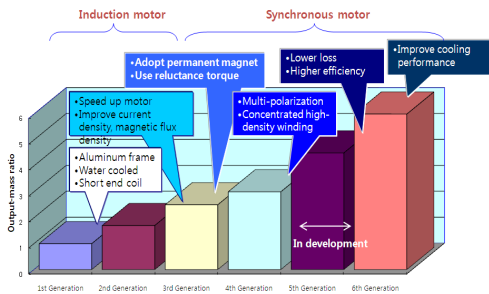 Induction motor
Synchronous motor
•Adopt permanent magnet
•Use reluctance torque
•Lower loss
•Higher efficiency
•Improve cooling
performance
•Speed up motor
•Improve current
density, magnetic flux
density
•Multi-polarization
•Concentrated high-
density winding
•Aluminum frame
•Water cooled
•Short end coil
Output-mass ratio
6
5
4
3
2
1
0
In development
1st Generation
2nd Generation
3rd Generation
4th Generation
5th Generation
6th Generation